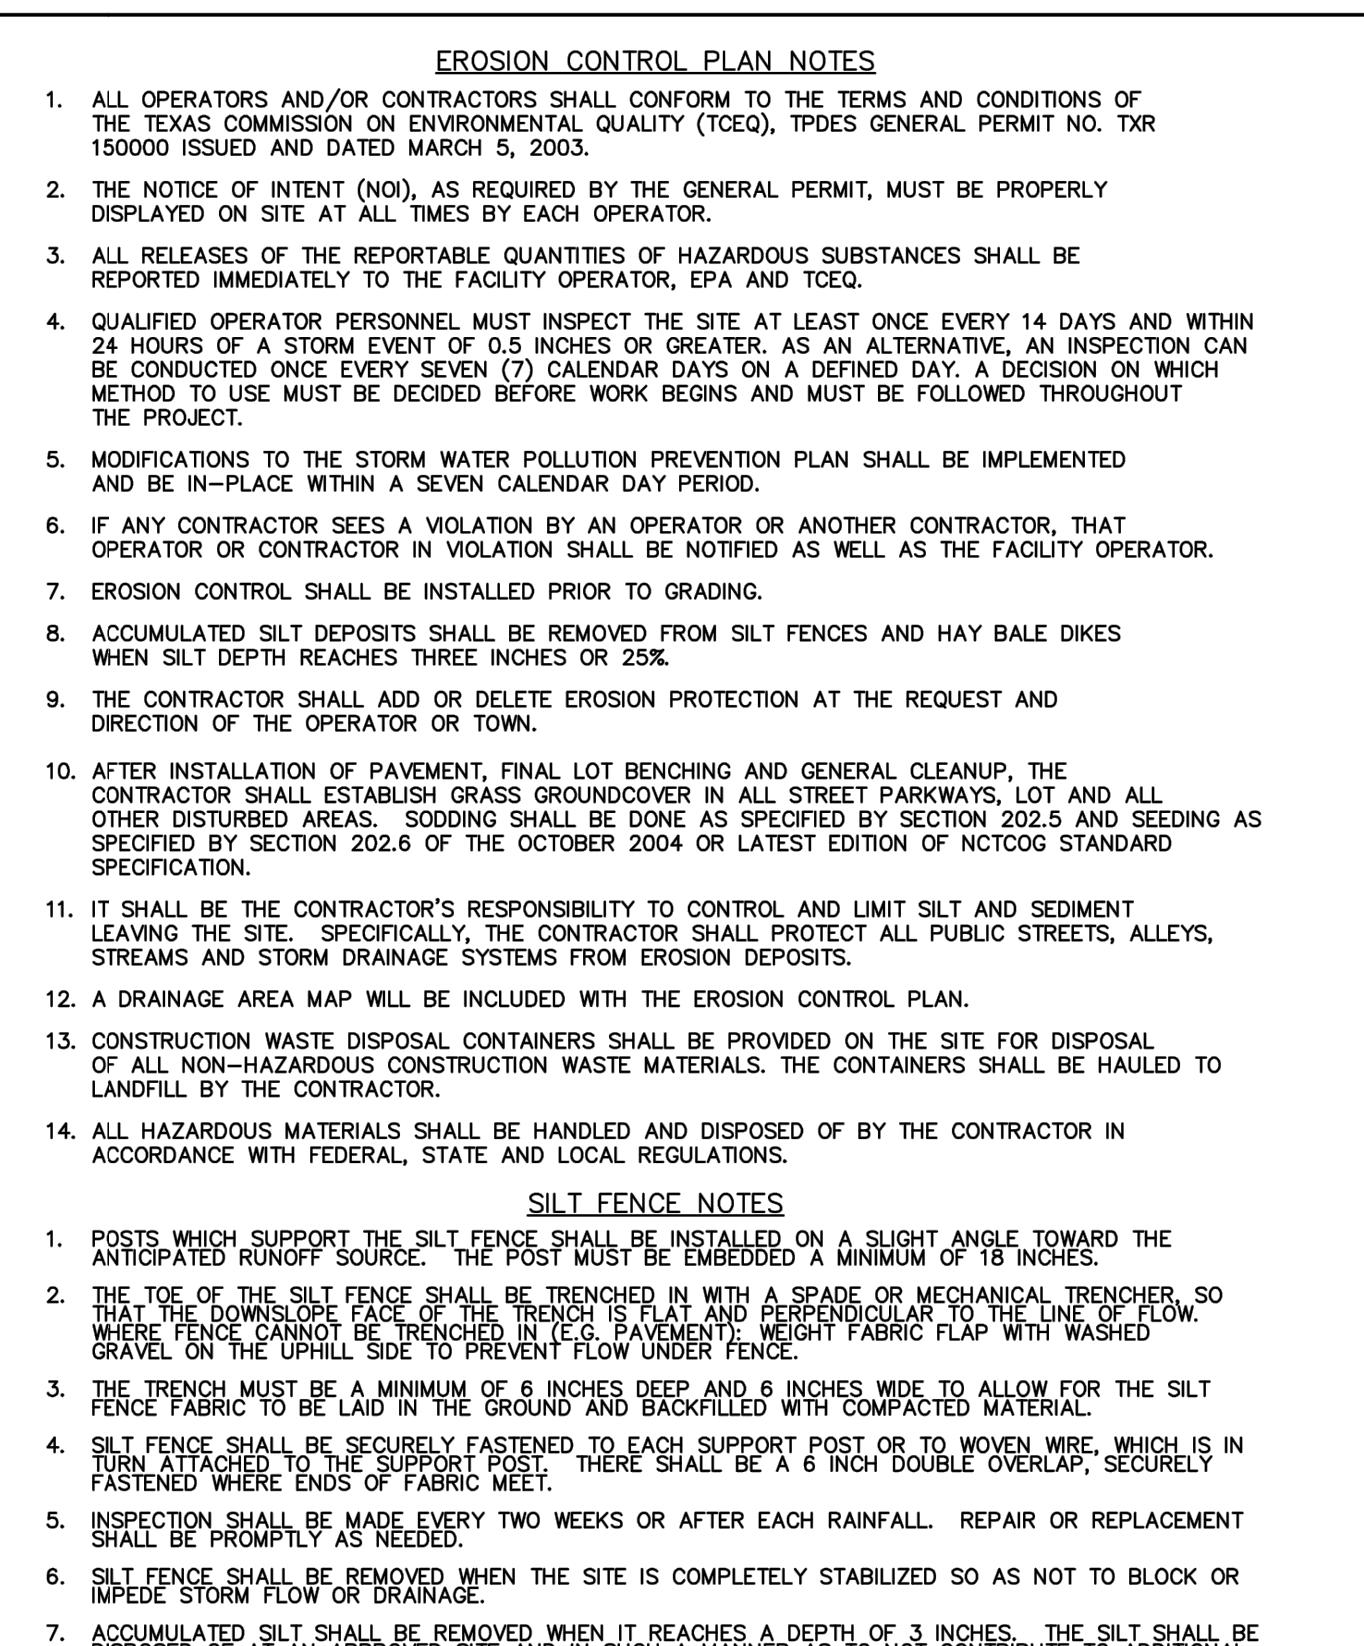 EROSION CONTROL PLAN NOTES
1. ALL OPERATORS AND/OR CONTRACTORS SHALL CONFORM TO THE TERMS AND CONDITIONS OF
THE TEXAS COMMISSION ON ENVIRONMENTAL QUALITY (TCEQ), TPDES GENERAL PERMIT NO. TXR
150000 ISSUED AND DATED MARCH 5, 2003.
2. THE NOTICE OF INTENT (NOI), AS REQUIRED BY THE GENERAL PERMIT, MUST BE PROPERLY
DISPLAYED ON SITE AT ALL TIMES BY EACH OPERATOR.
3. ALL RELEASES OF THE REPORTABLE QUANTITIES OF HAZARDOUS SUBSTANCES SHALL BE
REPORTED IMMEDIATELY TO THE FACILITY OPERATOR, EPA AND TCEQ.
4. QUALIFIED OPERATOR PERSONNEL MUST INSPECT THE SITE AT LEAST ONCE EVERY 14 DAYS AND WITHIN
24 HOURS OF A STORM EVENT OF 0.5 INCHES OR GREATER. AS AN ALTERNATIVE, AN INSPECTION CAN
BE CONDUCTED ONCE EVERY SEVEN (7) CALENDAR DAYS ON A DEFINED DAY. A DECISION ON WHICH
METHOD TO USE MUST BE DECIDED BEFORE WORK BEGINS AND MUST BE FOLLOWED THROUGHOUT
THE PROJECT.
5. MODIFICATIONS TO THE STORM WATER POLLUTION PREVENTION PLAN SHALL BE IMPLEMENTED
AND BE IN-PLACE WITHIN A SEVEN CALENDAR DAY PERIOD.
6. IF ANY CONTRACTOR SEES A VIOLATION BY AN OPERATOR OR ANOTHER CONTRACTOR, THAT
OPERATOR OR CONTRACTOR IN VIOLATION SHALL BE NOTIFIED AS WELL AS THE FACILITY OPERATOR.
7. EROSION CONTROL SHALL BE INSTALLED PRIOR TO GRADING.
8. ACCUMULATED SILT DEPOSITS SHALL BE REMOVED FROM SILT FENCES AND HAY BALE DIKES
WHEN SILT DEPTH REACHES THREE INCHES OR 25%.
9. THE CONTRACTOR SHALL ADD OR DELETE EROSION PROTECTION AT THE REQUEST AND
DIRECTION OF THE OPERATOR OR TOWN.
10. AFTER INSTALLATION OF PAVEMENT, FINAL LOT BENCHING AND GENERAL CLEANUP, THE
CONTRACTOR SHALL ESTABLISH GRASS GROUNDCOVER IN ALL STREET PARKWAYS, LOT AND ALL
OTHER DISTURBED AREAS. SODDING SHALL BE DONE AS SPECIFIED BY SECTION 202.5 AND SEEDING AS
SPECIFIED BY SECTION 202.6 OF THE OCTOBER 2004 OR LATEST EDITION OF NCTCOG STANDARD
SPECIFICATION.
11. IT SHALL BE THE CONTRACTOR'S RESPONSIBILITY TO CONTROL AND LIMIT SILT AND SEDIMENT
LEAVING THE SITE. SPECIFICALLY, THE CONTRACTOR SHALL PROTECT ALL PUBLIC STREETS, ALLEYS,
STREAMS AND STORM DRAINAGE SYSTEMS FROM EROSION DEPOSITS.
12. A DRAINAGE AREA MAP WILL BE INCLUDED WITH THE EROSION CONTROL PLAN.
13. CONSTRUCTION WASTE DISPOSAL CONTAINERS SHALL BE PROVIDED ON THE SITE FOR DISPOSAL
OF ALL NON-HAZARDOUS CONSTRUCTION WASTE MATERIALS. THE CONTAINERS SHALL BE HAULED TO
LANDFILL BY THE CONTRACTOR.
14. ALL HAZARDOUS MATERIALS SHALL BE HANDLED AND DISPOSED OF BY THE CONTRACTOR IN
ACCORDANCE WITH FEDERAL, STATE AND LOCAL REGULATIONS.
SILT FENCE NOTES
1. POSTS WHICH SUPPORT THE SILT FENCE SHALL BE INSTALLED ON A SLIGHT ANGLE TOWARD THE
ANTICIPATED RUNOFF SOURCE. THE POST MUST BE EMBEDDED A MINIMUM OF 18 INCHES.
2. THE TOE OF THE SILT FENCE SHALL BE TRENCHED IN WITH A SPADE OR MECHANICAL TRENCHER, SO
THAT THE DOWNSLOPE FACE OF THE TRENCH IS FLAT AND PERPENDICULAR TO THE LINE OF FLOW.
WHERE FENCE CANNOT BE TRENCHED IN (E.G. PAVEMENT): WEIGHT FABRIC FLAP WITH WASHED
GRAVEL ON THE UPHILL SIDE TO PREVENT FLOW UNDER FENCE.
3. THE TRENCH MUST BE A MINIMUM OF 6 INCHES DEEP AND 6 INCHES WIDE TO ALLOW FOR THE SILT
FENCE FABRIC TO BE LAID IN THE GROUND AND BACKFILLED WITH COMPACTED MATERIAL.
4. SILT FENCE SHALL BE SECURELY FASTENED TO EACH SUPPORT POST OR TO WOVEN WIRE, WHICH IS IN
TURN ATTACHED TO THE SUPPORT POST. THERE SHALL BE A 6 INCH DOUBLE OVERLAP, SECURELY
FASTENED WHERE ENDS OF FABRIC MEET.
5. INSPECTION SHALL BE MADE EVERY TWO WEEKS OR AFTER EACH RAINFALL. REPAIR OR REPLACEMENT
SHALL BE PROMPTLY AS NEEDED.
6. SILT FENCE SHALL BE REMOVED WHEN THE SITE IS COMPLETELY STABILIZED SO AS NOT TO BLOCK OR
IMPEDE STORM FLOW OR DRAINAGE.
7. ACCUMULATED SILT SHALL BE REMOVED WHEN IT REACHES A DEPTH OF 3 INCHES. THE SILT SHALL BE